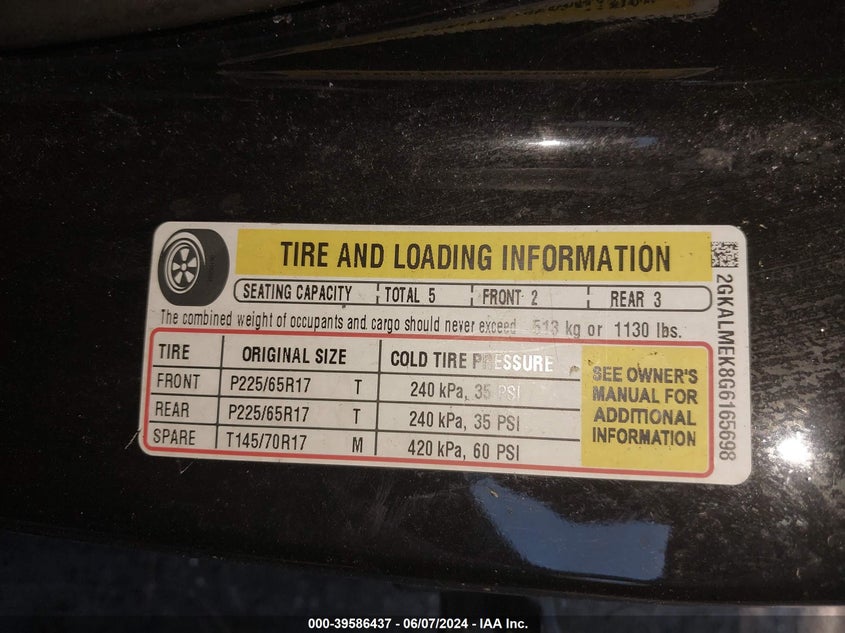 TIRE AND LOADING INFORMATION
SEATING CAPACITY TOTAL 5 FRONT 2 REAR 3
The combined weight of occupants and cargo should never exceed 513 kg or 1130 lbs.
TIRE ORIGINAL SIZE COLD TIRE PRESSURE
FRONT P225/65R17 T 240 kPa, 35 PSI
REAR P225/65R17 T 240 kPa, 35 PSI
SPARE T145/70R17 M 420 kPa, 60 PSI
SEE OWNER'S
MANUAL FOR
ADDITIONAL
INFORMATION
2GKALMEK8G6165698
000-39586437 - 06/07/2024 - IAA Inc.